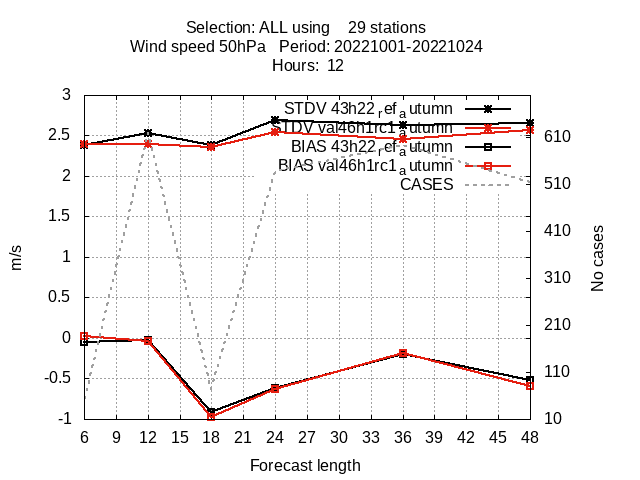 Selection: ALL using 29 stations
Wind speed 50hPa Period: 20221001-20221024
Hours: 12
3
2.5
2
1.5
1
0.5
0
-0.5
-1
m/s
STDV 43h22_ref_autumn
STDV val46h1rc1_autumn
BIAS 43h22_ref_autumn
BIAS val46h1rc1_autumn
CASES
610
510
410
310
210
110
10
No cases
6 9 12 15 18 21 24 27 30 33 36 39 42 45 48
Forecast length